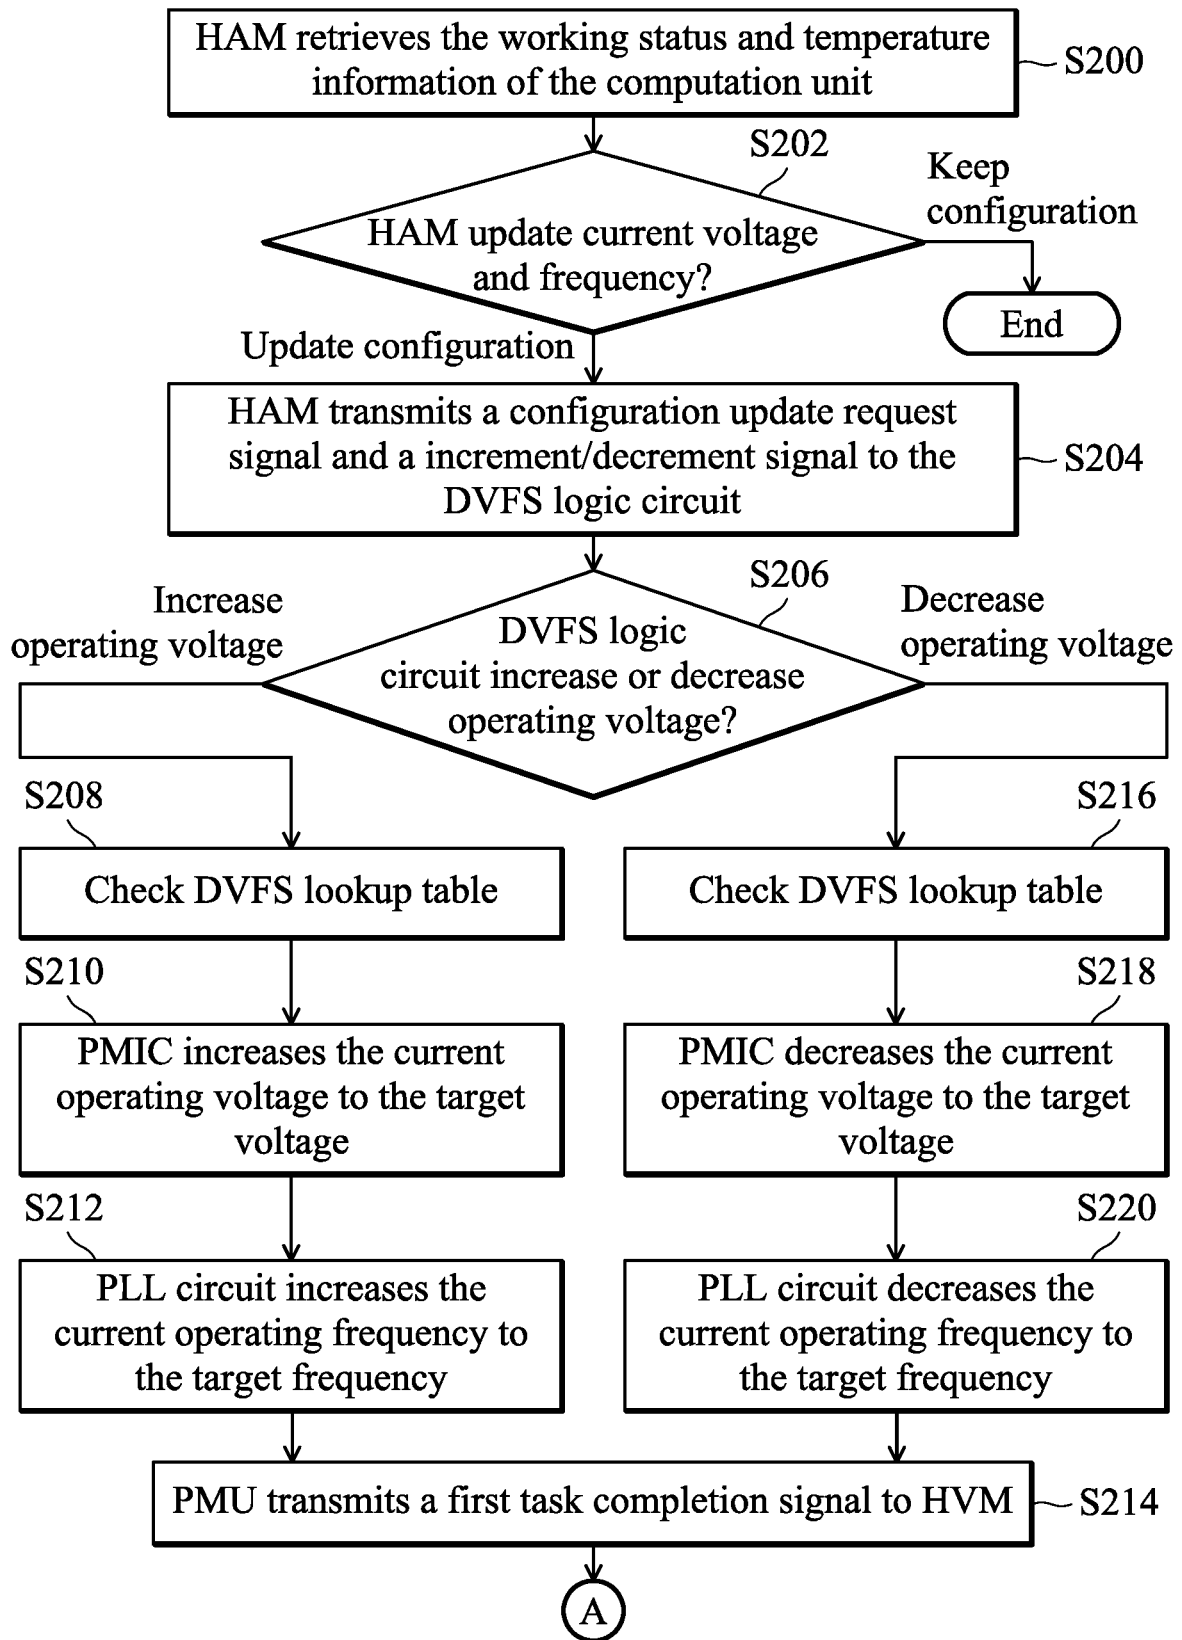 HAM retrieves the working status and temperature
information of the computation unit
S200
S202
Keep
configuration
HAM update current voltage
and frequency?
End
Update configuration
HAM transmits a configuration update request
signal and a increment/decrement signal to the
DVFS logic circuit
S204
S206
Increase
operating voltage
DVFS logic
circuit increase or decrease
operating voltage?
Decrease
operating voltage
S208
Check DVFS lookup table
S216
Check DVFS lookup table
S210
PMIC increases the current
operating voltage to the target
voltage
S218
PMIC decreases the current
operating voltage to the target
voltage
S212
PLL circuit increases the
current operating frequency to
the target frequency
S220
PLL circuit decreases the
current operating frequency to
the target frequency
PMU transmits a first task completion signal to HVM
S214
A